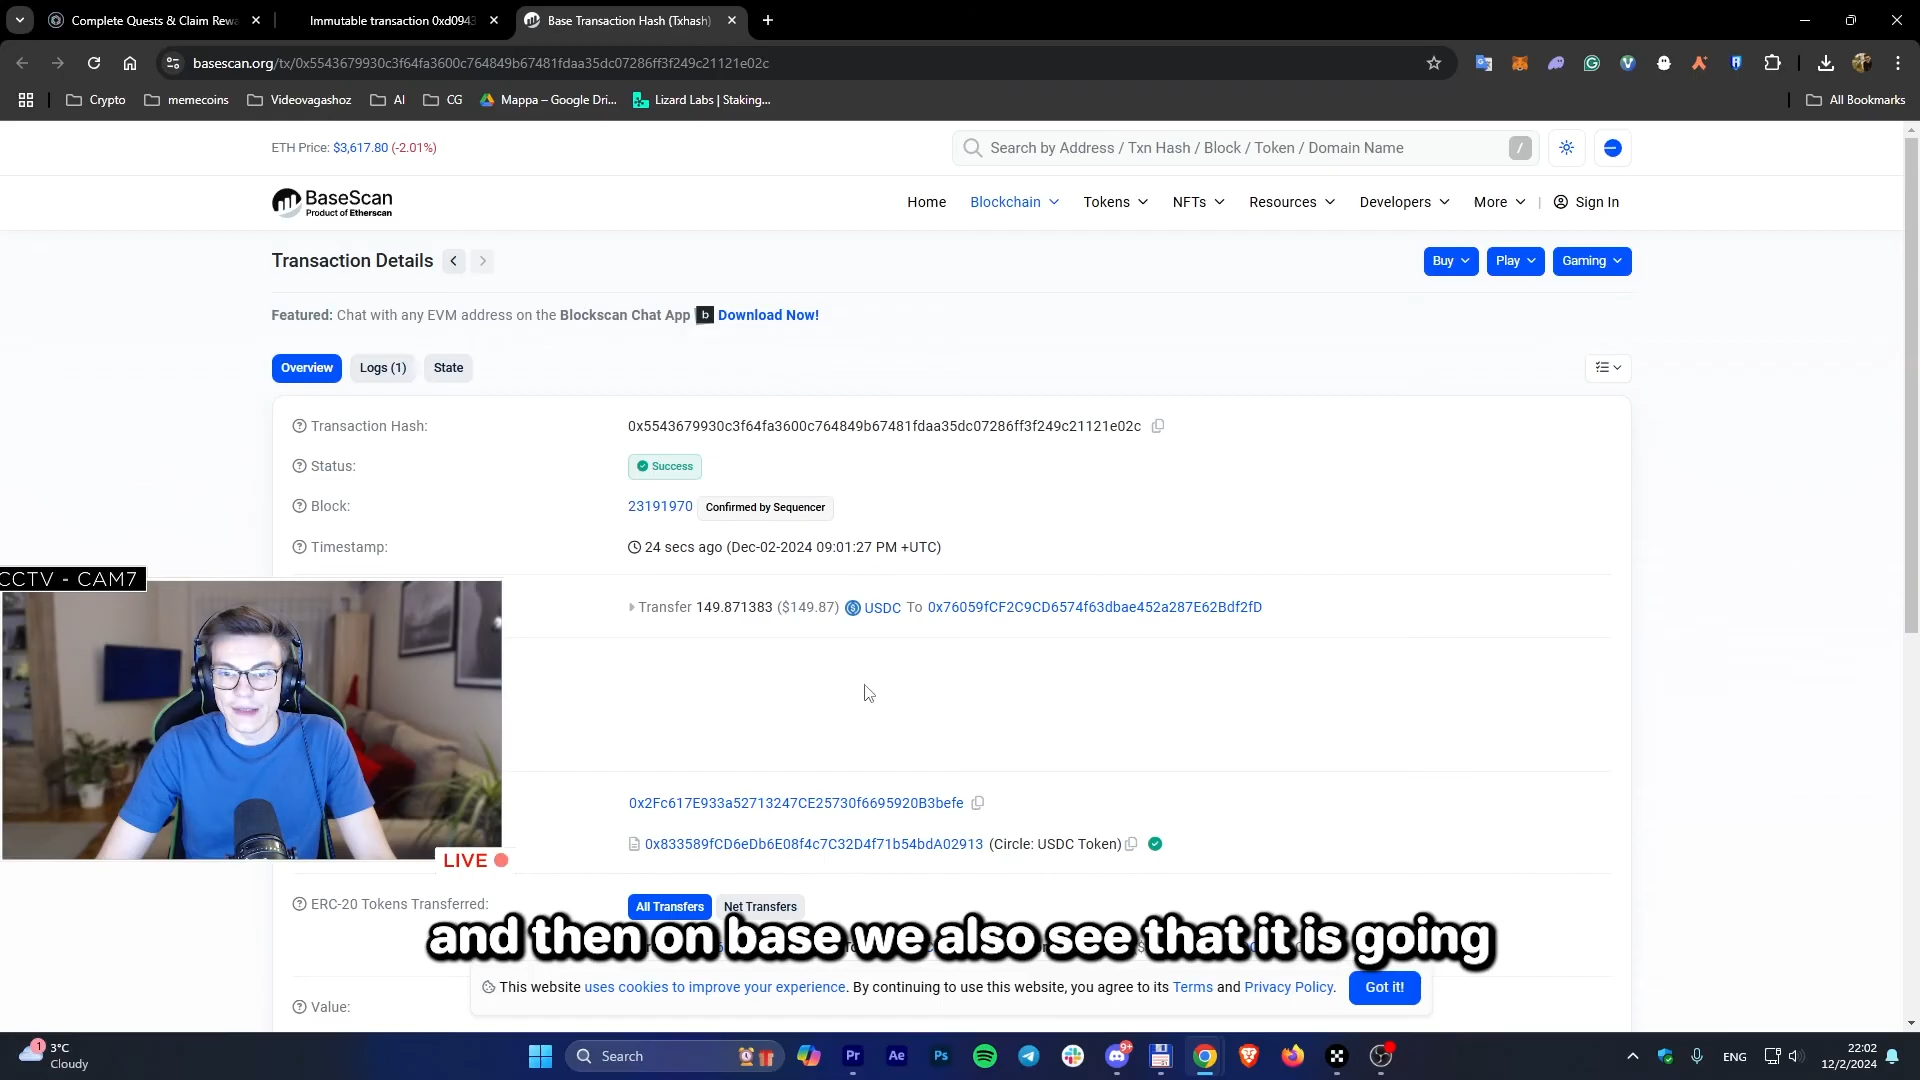 Complete Quests & Claim Rewa
Immutable transaction 0xd0943
Base Transaction Hash (Txhash)
basescan.org/tx/0x5543679930c3f64fa3600c764849b67481fdaa35dc07286ff3f249c21121e02c
Crypto
memecoins
Videovagashoz
AI
CG
Mappa – Google Dri...
Lizard Labs | Staking...
All Bookmarks
ETH Price: $3,617.80 (-2.01%)
Search by Address / Txn Hash / Block / Token / Domain Name
/
BaseScan
Product of Etherscan
Home
Blockchain
Tokens
NFTs
Resources
Developers
More
Sign In
Transaction Details
Buy
Play
Gaming
Featured: Chat with any EVM address on the Blockscan Chat App b Download Now!
Overview
Logs (1)
State
Transaction Hash:
0x5543679930c3f64fa3600c764849b67481fdaa35dc07286ff3f249c21121e02c
Status:
Success
Block:
23191970
Confirmed by Sequencer
Timestamp:
24 secs ago (Dec-02-2024 09:01:27 PM +UTC)
CCTV - CAM7
Transfer 149.871383 ($149.87) USDC To 0x76059fCF2C9CD6574f63dbae452a287E62Bdf2fD
0x2Fc617E933a52713247CE25730f6695920B3befe
0x833589fCD6eDb6E08f4c7C32D4f71b54bdA02913 (Circle: USDC Token)
LIVE
ERC-20 Tokens Transferred:
All Transfers
Net Transfers
and then on base we also see that it is going
This website uses cookies to improve your experience. By continuing to use this website, you agree to its Terms and Privacy Policy.
Got it!
Value:
1
3°C
Cloudy
Search
Pr
Ae
Ps
9+
ENG
22:02
12/2/2024